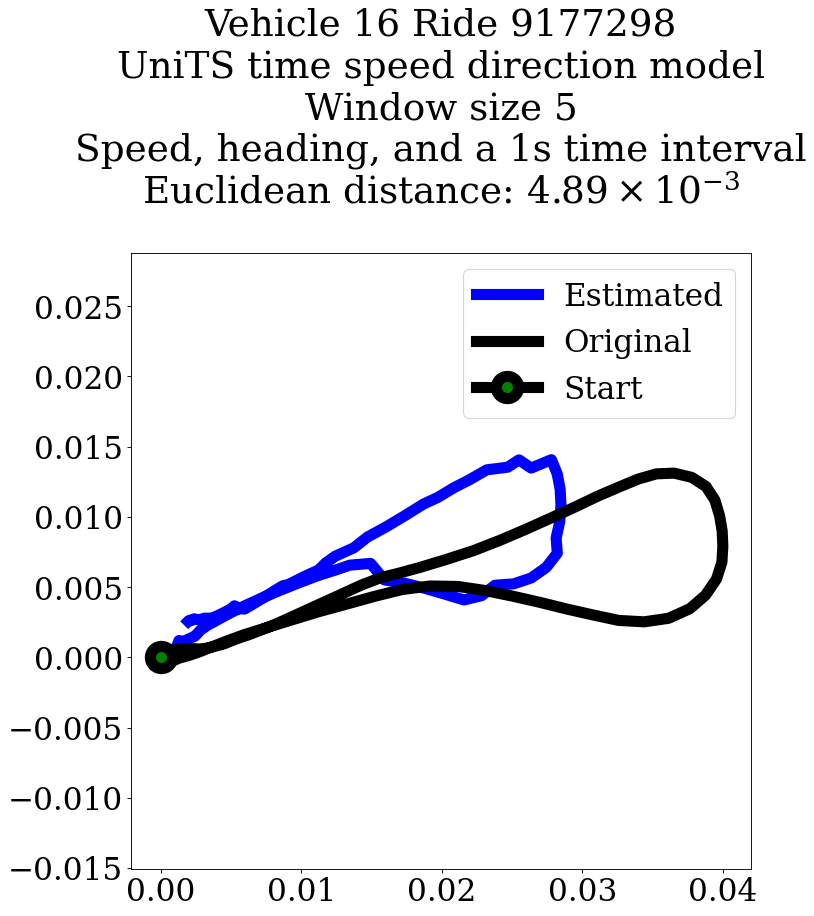 Vehicle 16 Ride 9177298
UniTS time speed direction model
Window size 5
Speed, heading, and a 1s time interval
Euclidean distance: 4.89 × 10⁻³
Estimated
Original
Start
0.025
0.020
0.015
0.010
0.005
0.000
−0.005
−0.010
−0.015
0.00 0.01 0.02 0.03 0.04